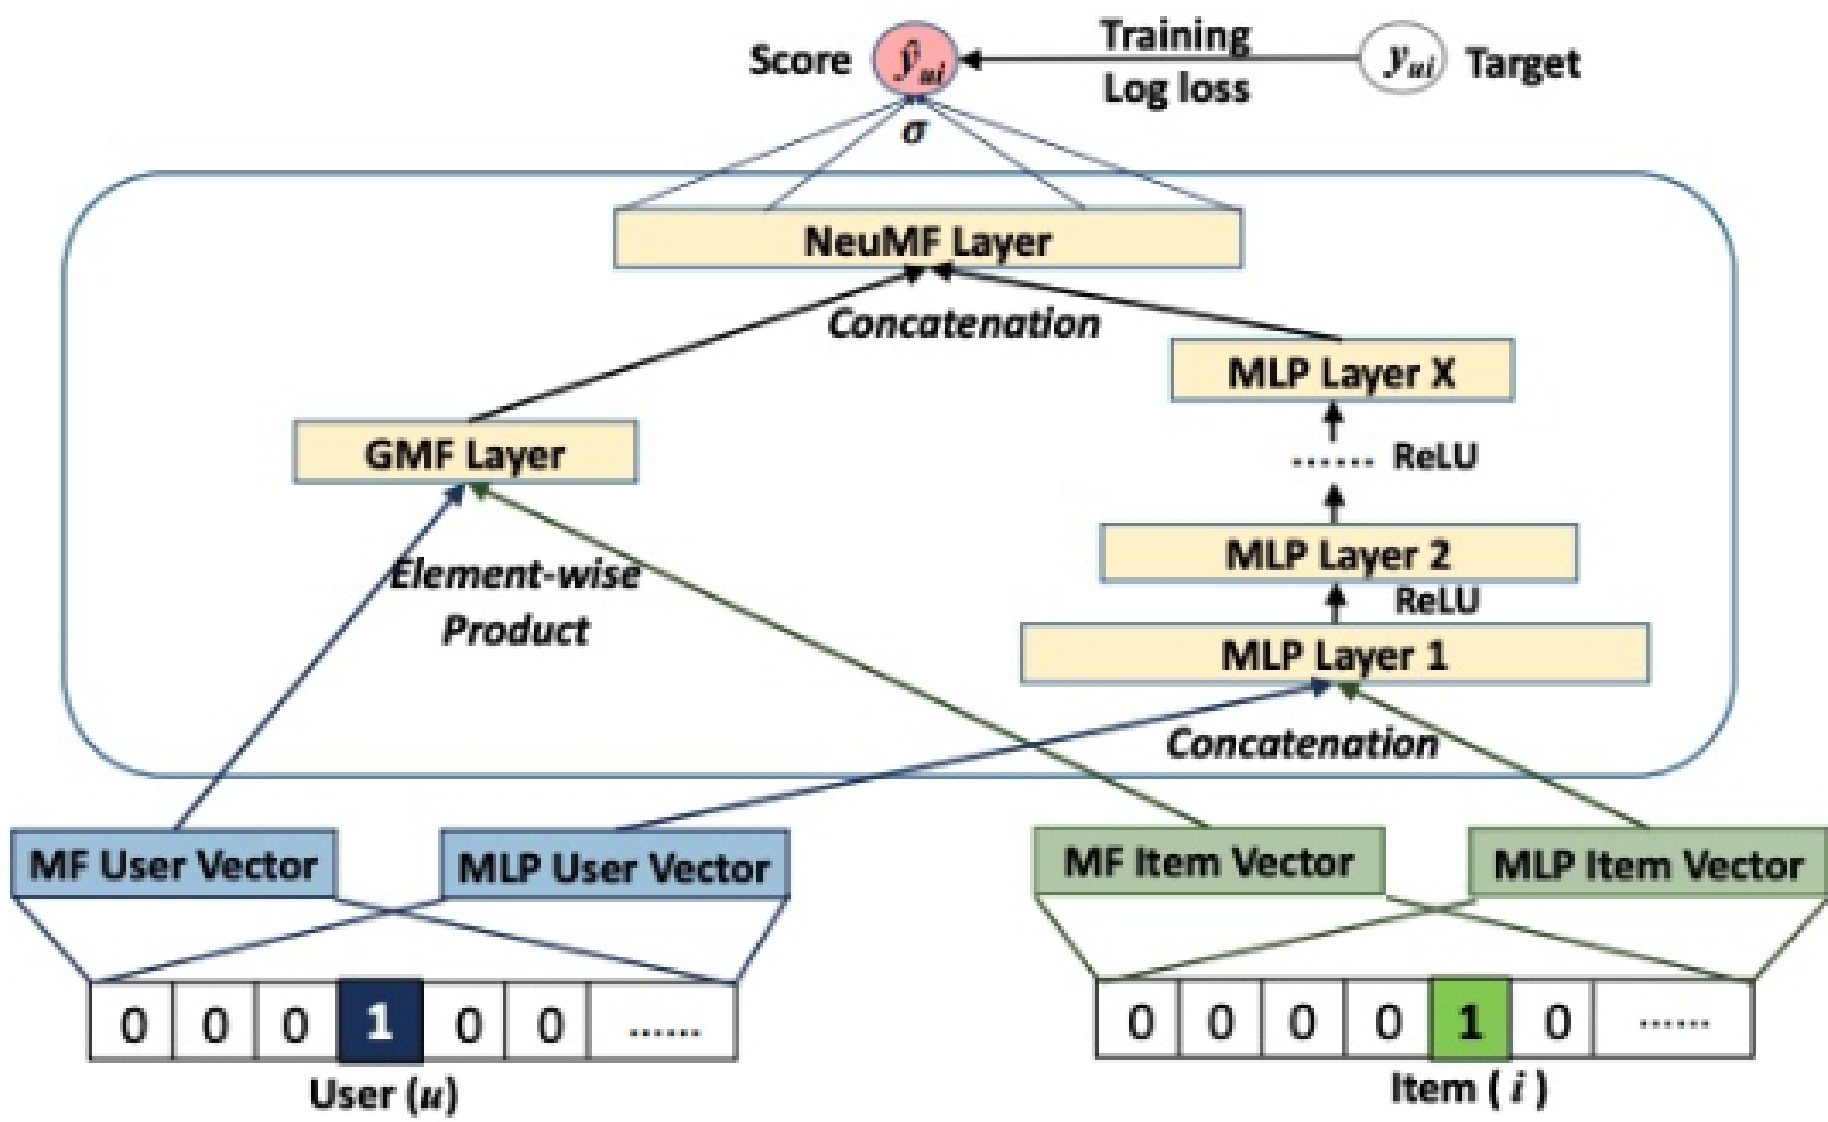 Score ŷui Training yui Target
Log loss
σ
NeuMF Layer
Concatenation
MLP Layer X
GMF Layer
...... ReLU
Element-wise
Product
MLP Layer 2
ReLU
MLP Layer 1
Concatenation
MF User Vector MLP User Vector MF Item Vector MLP Item Vector
0 0 0 1 0 0 ...... 0 0 0 0 1 0 ......
User (u) Item ( i )